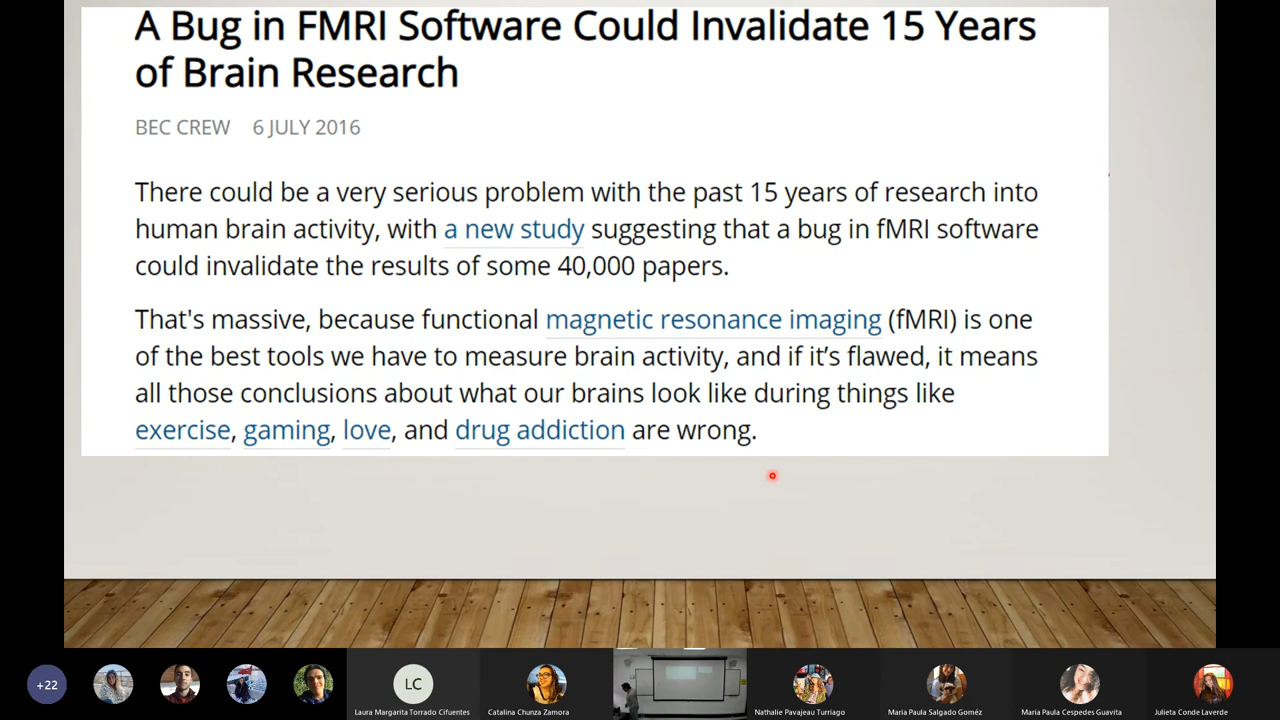 A Bug in FMRI Software Could Invalidate 15 Years
of Brain Research
BEC CREW 6 JULY 2016
There could be a very serious problem with the past 15 years of research into
human brain activity, with a new study suggesting that a bug in fMRI software
could invalidate the results of some 40,000 papers.
That's massive, because functional magnetic resonance imaging (fMRI) is one
of the best tools we have to measure brain activity, and if it’s flawed, it means
all those conclusions about what our brains look like during things like
exercise, gaming, love, and drug addiction are wrong.
+22
LC
Laura Margarita Torrado Cifuentes
Catalina Chunza Zamora
Nathalie Pavajeau Turriago
Maria Paula Salgado Goméz
Maria Paula Cespedes Guavita
Julieta Conde Laverde